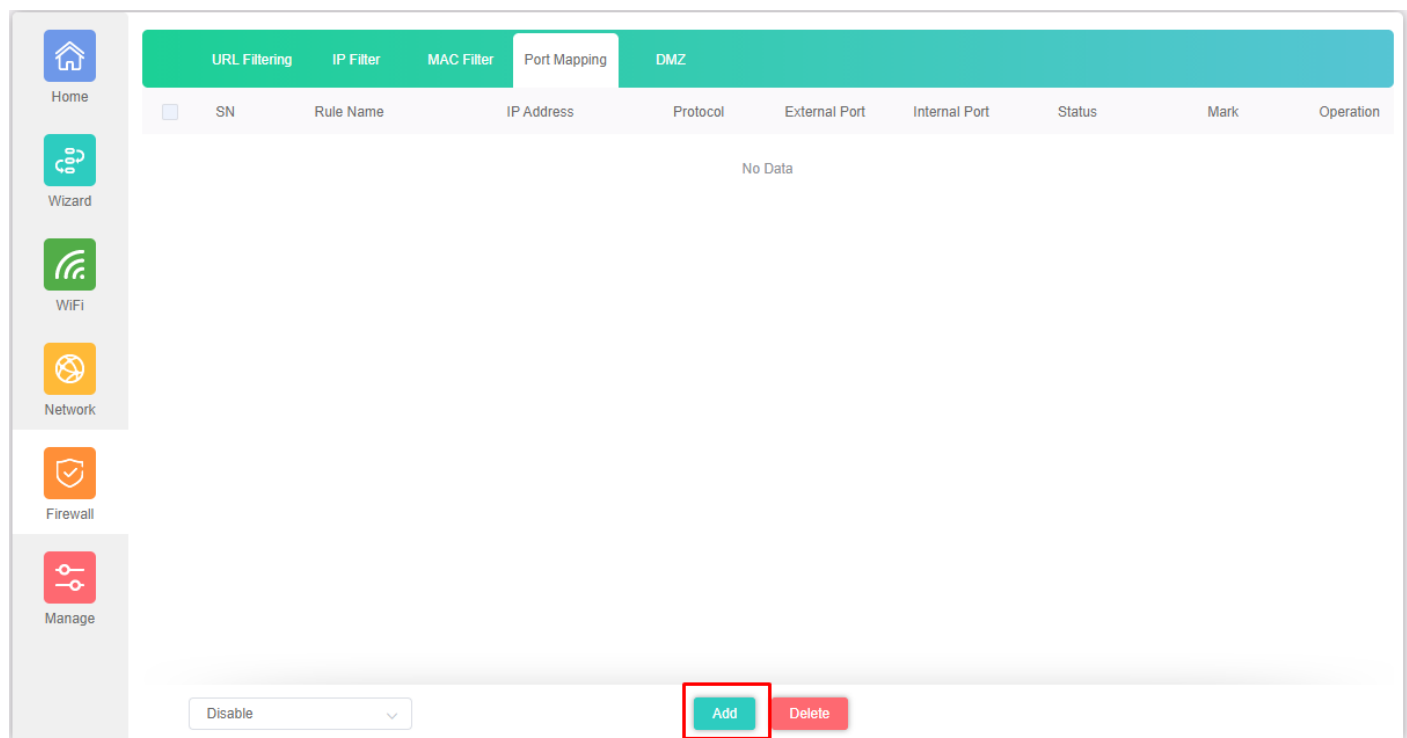 Home
Wizard
WiFi
Network
Firewall
Manage
URL Filtering IP Filter MAC Filter Port Mapping DMZ
SN Rule Name IP Address Protocol External Port Internal Port Status Mark Operation
No Data
Disable Add Delete